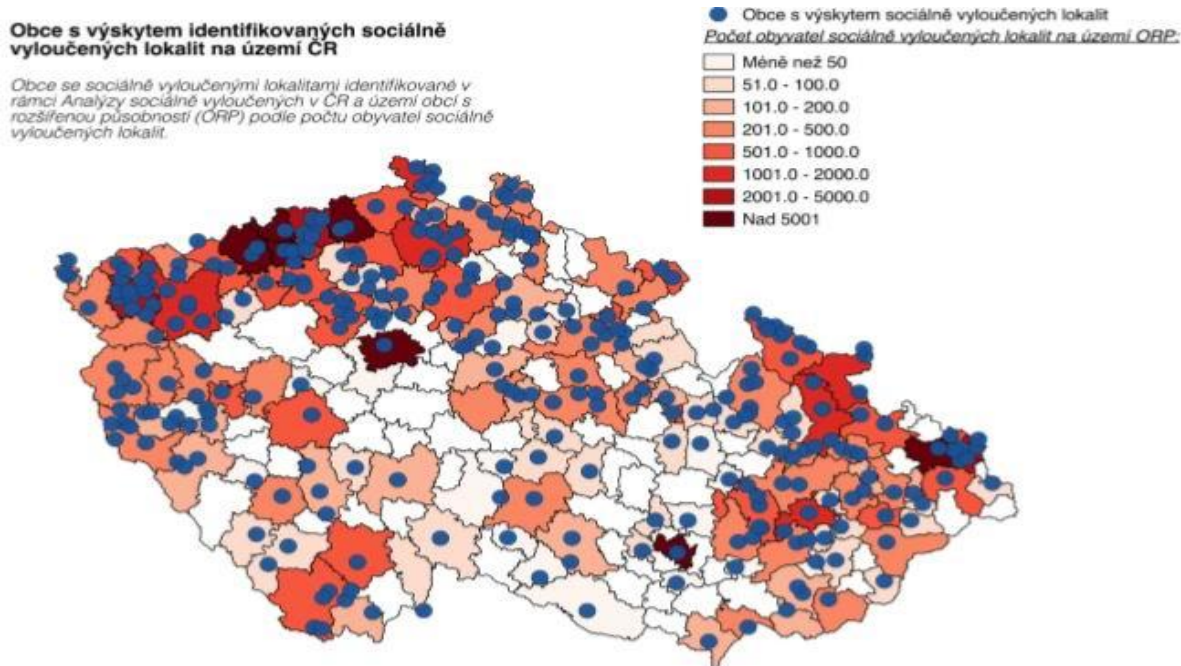 Obce s výskytem identifikovaných sociálně
vyloučených lokalit na území ČR
Obce se sociálně vyloučenými lokalitami identifikované v
rámci Analýzy sociálně vyloučených v ČR a území obcí s
rozšířenou působností (ORP) podle počtu obyvatel sociálně
vyloučených lokalit.
Obce s výskytem sociálně vyloučených lokalit
Počet obyvatel sociálně vyloučených lokalit na území ORP:
Méně než 50
51.0 - 100.0
101.0 - 200.0
201.0 - 500.0
501.0 - 1000.0
1001.0 - 2000.0
2001.0 - 5000.0
Nad 5001